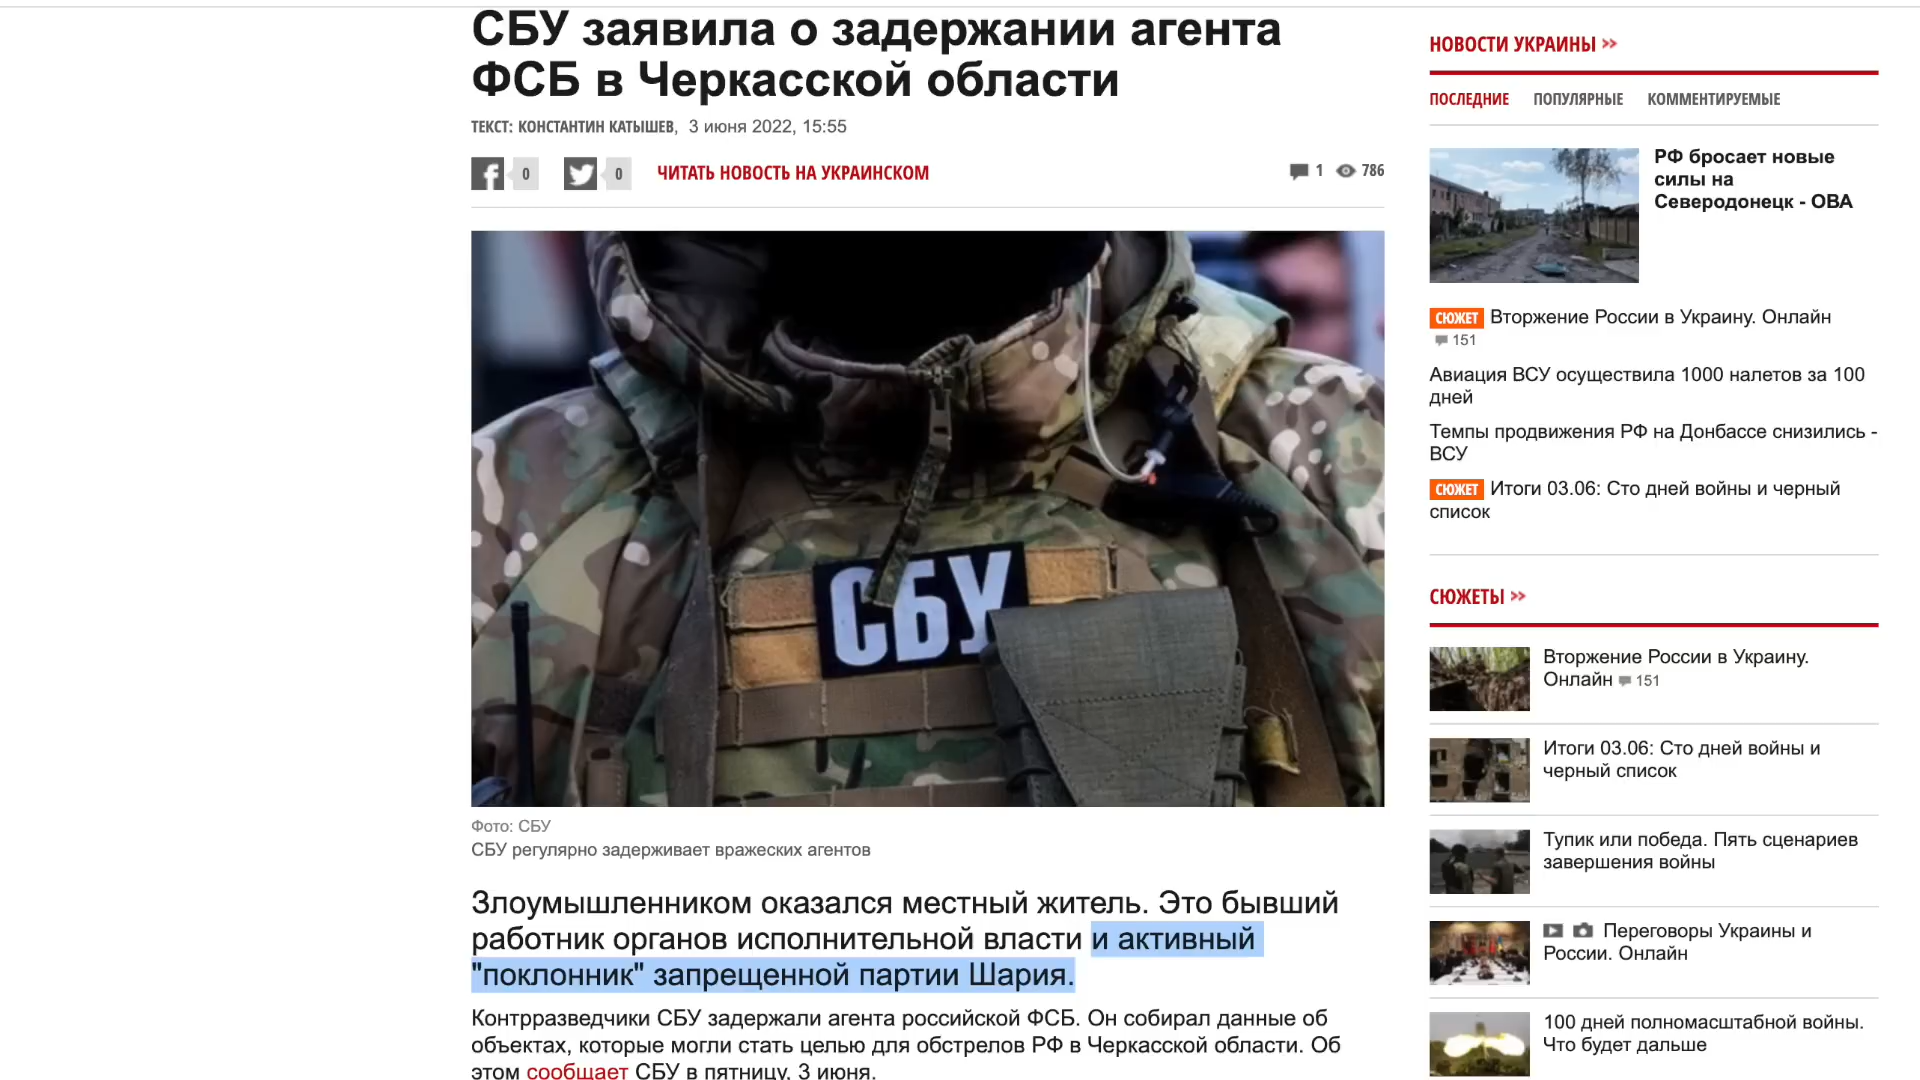 СБУ заявила о задержании агента
ФСБ в Черкасской области
ТЕКСТ: КОНСТАНТИН КАТЫШЕВ, 3 июня 2022, 15:55
0
0
ЧИТАТЬ НОВОСТЬ НА УКРАИНСКОМ
1
786
СБУ
Фото: СБУ
СБУ регулярно задерживает вражеских агентов
Злоумышленником оказался местный житель. Это бывший
работник органов исполнительной власти и активный
"поклонник" запрещенной партии Шария.
Контрразведчики СБУ задержали агента российской ФСБ. Он собирал данные об
объектах, которые могли стать целью для обстрелов РФ в Черкасской области. Об
этом сообщает СБУ в пятницу, 3 июня.
НОВОСТИ УКРАИНЫ >>
ПОСЛЕДНИЕ ПОПУЛЯРНЫЕ КОММЕНТИРУЕМЫЕ
РФ бросает новые
силы на
Северодонецк - ОВА
СЮЖЕТ Вторжение России в Украину. Онлайн
151
Авиация ВСУ осуществила 1000 налетов за 100
дней
Темпы продвижения РФ на Донбассе снизились -
ВСУ
СЮЖЕТ Итоги 03.06: Сто дней войны и черный
список
СЮЖЕТЫ >>
Вторжение России в Украину.
Онлайн 151
Итоги 03.06: Сто дней войны и
черный список
Тупик или победа. Пять сценариев
завершения войны
Переговоры Украины и
России. Онлайн
100 дней полномасштабной войны.
Что будет дальше